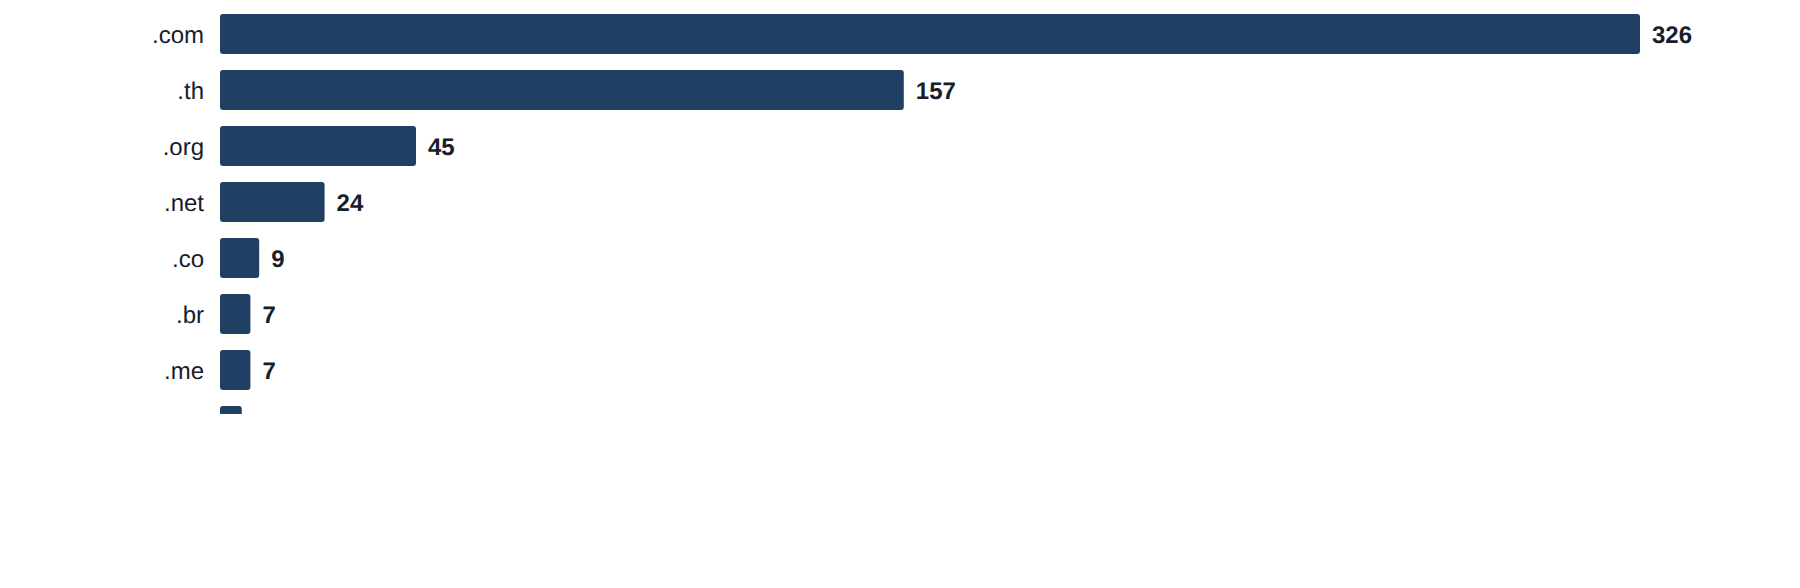 .com 326
.th 157
.org 45
.net 24
.co 9
.br 7
.me 7